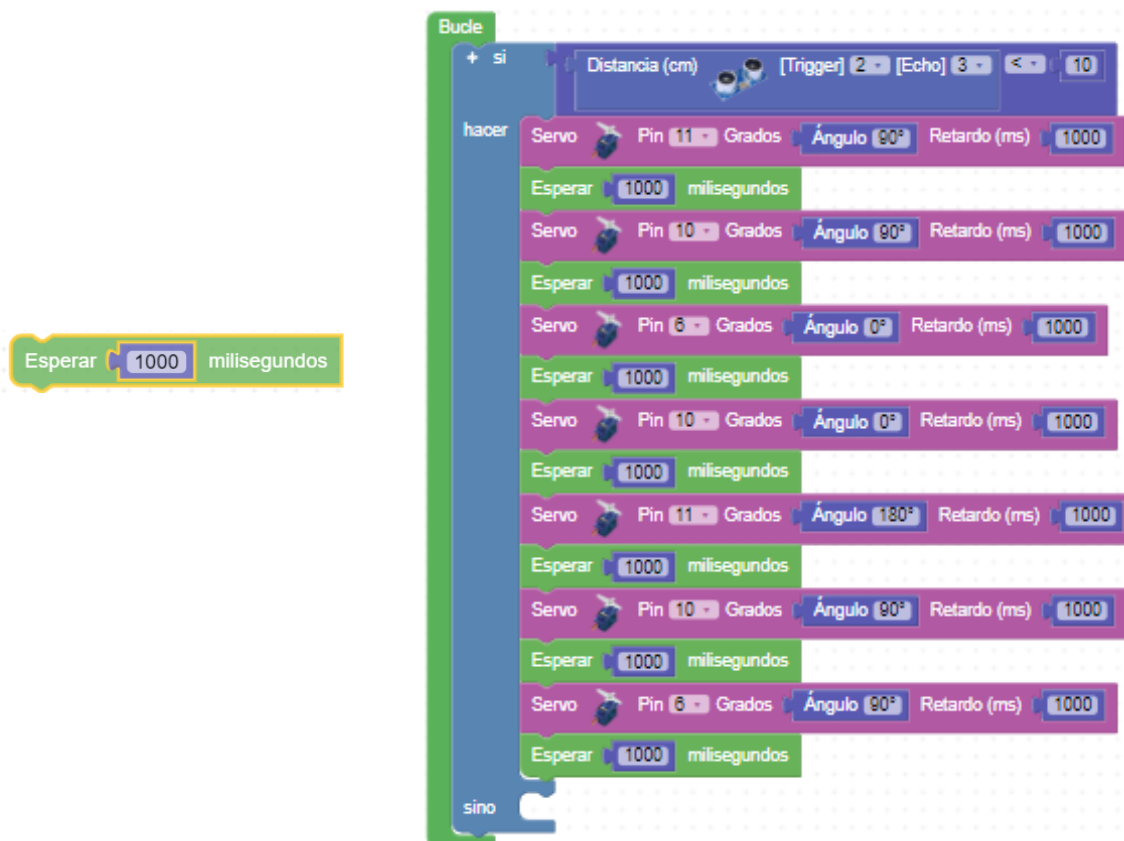 Bucle
+ si Distancia (cm) [Trigger] 2 [Echo] 3 < 10
hacer Servo Pin 11 Grados Ángulo 90° Retardo (ms) 1000
Esperar 1000 milisegundos
Servo Pin 10 Grados Ángulo 90° Retardo (ms) 1000
Esperar 1000 milisegundos
Servo Pin 6 Grados Ángulo 0° Retardo (ms) 1000
Esperar 1000 milisegundos
Esperar 1000 milisegundos
Servo Pin 10 Grados Ángulo 0° Retardo (ms) 1000
Esperar 1000 milisegundos
Servo Pin 11 Grados Ángulo 180° Retardo (ms) 1000
Esperar 1000 milisegundos
Servo Pin 10 Grados Ángulo 90° Retardo (ms) 1000
Esperar 1000 milisegundos
Servo Pin 6 Grados Ángulo 90° Retardo (ms) 1000
Esperar 1000 milisegundos
sino